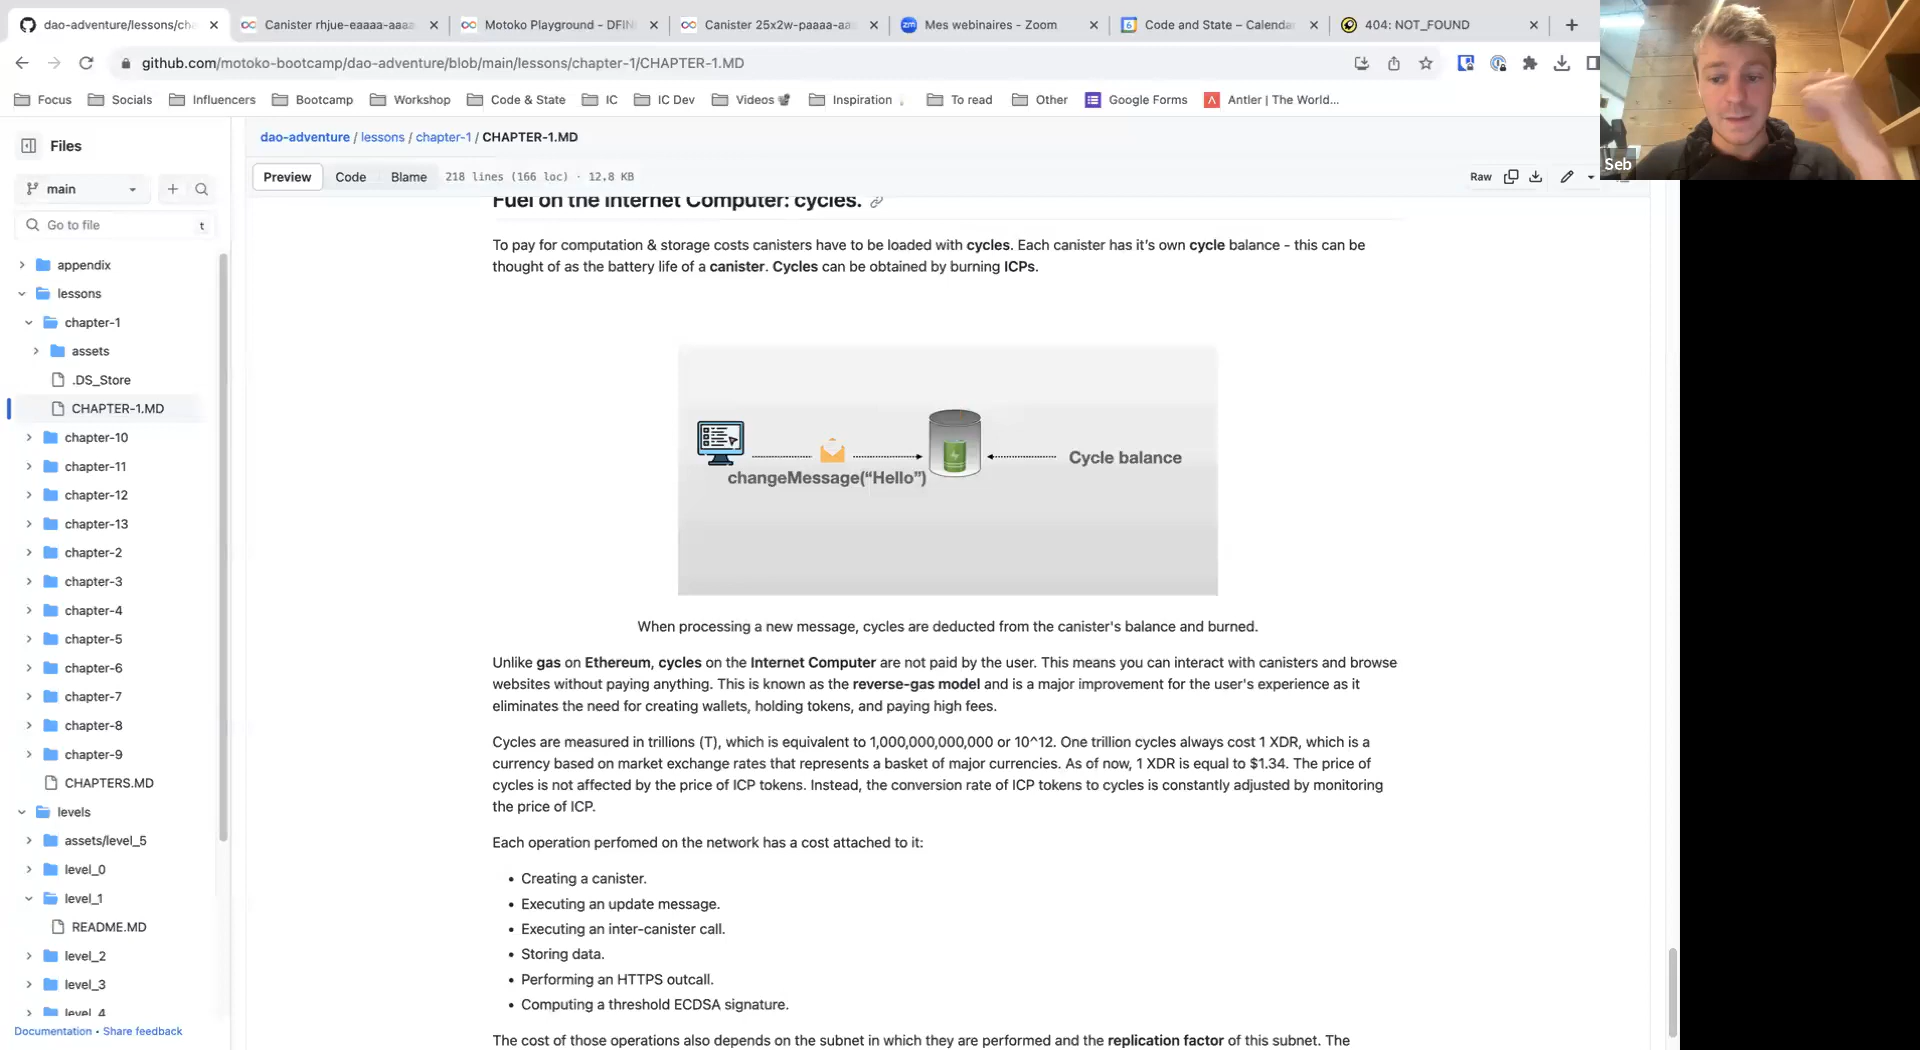 dao-adventure/lessons/cha
Canister rhjue-eaaaa-aaaa
Motoko Playground - DFIN
Canister 25x2w-paaaa-aa
Mes webinaires - Zoom
Code and State – Calenda
404: NOT_FOUND
github.com/motoko-bootcamp/dao-adventure/blob/main/lessons/chapter-1/CHAPTER-1.MD
Focus
Socials
Influencers
Bootcamp
Workshop
Code & State
IC
IC Dev
Videos
Inspiration
To read
Other
Google Forms
Antler | The World...
Seb
Files
main
Go to file
t
appendix
lessons
chapter-1
assets
.DS_Store
CHAPTER-1.MD
chapter-10
chapter-11
chapter-12
chapter-13
chapter-2
chapter-3
chapter-4
chapter-5
chapter-6
chapter-7
chapter-8
chapter-9
CHAPTERS.MD
levels
assets/level_5
level_0
level_1
README.MD
level_2
level_3
level_4
Documentation • Share feedback
dao-adventure / lessons / chapter-1 / CHAPTER-1.MD
Preview
Code
Blame
218 lines (166 loc) · 12.8 KB
Raw
Fuel on the Internet Computer: cycles.
To pay for computation & storage costs canisters have to be loaded with cycles. Each canister has it's own cycle balance - this can be
thought of as the battery life of a canister. Cycles can be obtained by burning ICPs.
changeMessage(“Hello”)
Cycle balance
When processing a new message, cycles are deducted from the canister's balance and burned.
Unlike gas on Ethereum, cycles on the Internet Computer are not paid by the user. This means you can interact with canisters and browse
websites without paying anything. This is known as the reverse-gas model and is a major improvement for the user's experience as it
eliminates the need for creating wallets, holding tokens, and paying high fees.
Cycles are measured in trillions (T), which is equivalent to 1,000,000,000,000 or 10^12. One trillion cycles always cost 1 XDR, which is a
currency based on market exchange rates that represents a basket of major currencies. As of now, 1 XDR is equal to $1.34. The price of
cycles is not affected by the price of ICP tokens. Instead, the conversion rate of ICP tokens to cycles is constantly adjusted by monitoring
the price of ICP.
Each operation perfomed on the network has a cost attached to it:
• Creating a canister.
• Executing an update message.
• Executing an inter-canister call.
• Storing data.
• Performing an HTTPS outcall.
• Computing a threshold ECDSA signature.
The cost of those operations also depends on the subnet in which they are performed and the replication factor of this subnet. The